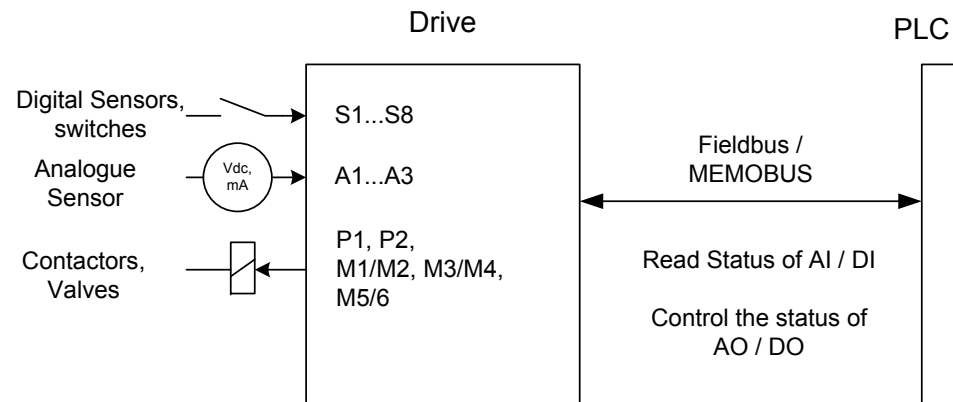 Drive
PLC
Digital Sensors,
switches
S1...S8
Analogue
Sensor
Vdc,
mA
A1...A3
Contactors,
Valves
P1, P2,
M1/M2, M3/M4,
M5/6
Fieldbus /
MEMOBUS
Read Status of AI / DI
Control the status of
AO / DO